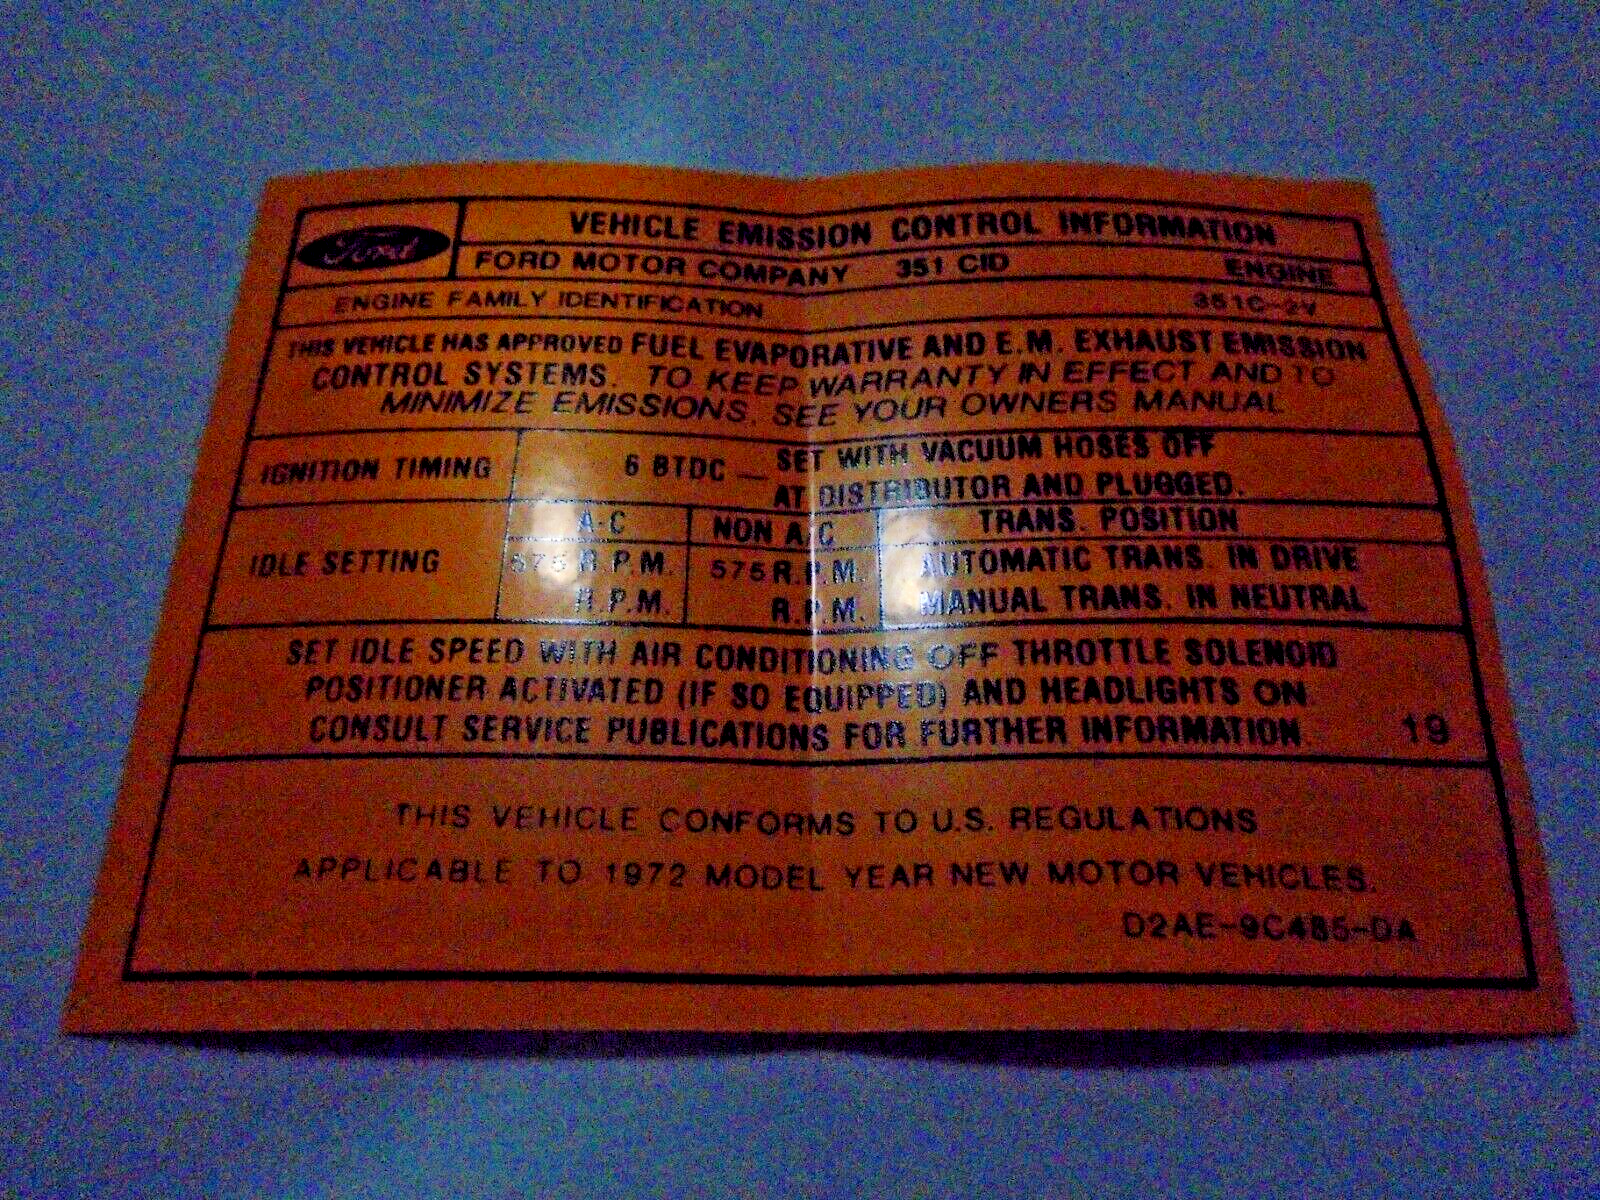 Ford
VEHICLE EMISSION CONTROL INFORMATION
FORD MOTOR COMPANY 351 CID ENGINE
ENGINE FAMILY IDENTIFICATION 351C-2V
THIS VEHICLE HAS APPROVED FUEL EVAPORATIVE AND E.M. EXHAUST EMISSION
CONTROL SYSTEMS. TO KEEP WARRANTY IN EFFECT AND TO
MINIMIZE EMISSIONS, SEE YOUR OWNERS MANUAL
IGNITION TIMING 6 BTDC — SET WITH VACUUM HOSES OFF
AT DISTRIBUTOR AND PLUGGED.
IDLE SETTING
A-C NON A/C TRANS. POSITION
575 R.P.M. 575 R.P.M. AUTOMATIC TRANS. IN DRIVE
R.P.M. R.P.M. MANUAL TRANS. IN NEUTRAL
SET IDLE SPEED WITH AIR CONDITIONING OFF THROTTLE SOLENOID
POSITIONER ACTIVATED (IF SO EQUIPPED) AND HEADLIGHTS ON
CONSULT SERVICE PUBLICATIONS FOR FURTHER INFORMATION 19
THIS VEHICLE CONFORMS TO U.S. REGULATIONS
APPLICABLE TO 1972 MODEL YEAR NEW MOTOR VEHICLES.
D2AE-9C485-DA